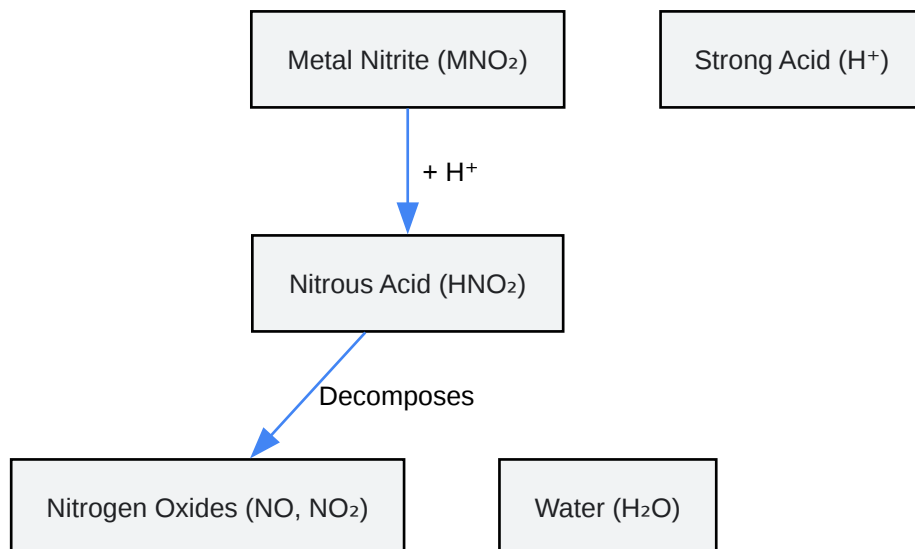 Metal Nitrite (MNO₂)
Strong Acid (H⁺)
+ H⁺
Nitrous Acid (HNO₂)
Decomposes
Nitrogen Oxides (NO, NO₂)
Water (H₂O)